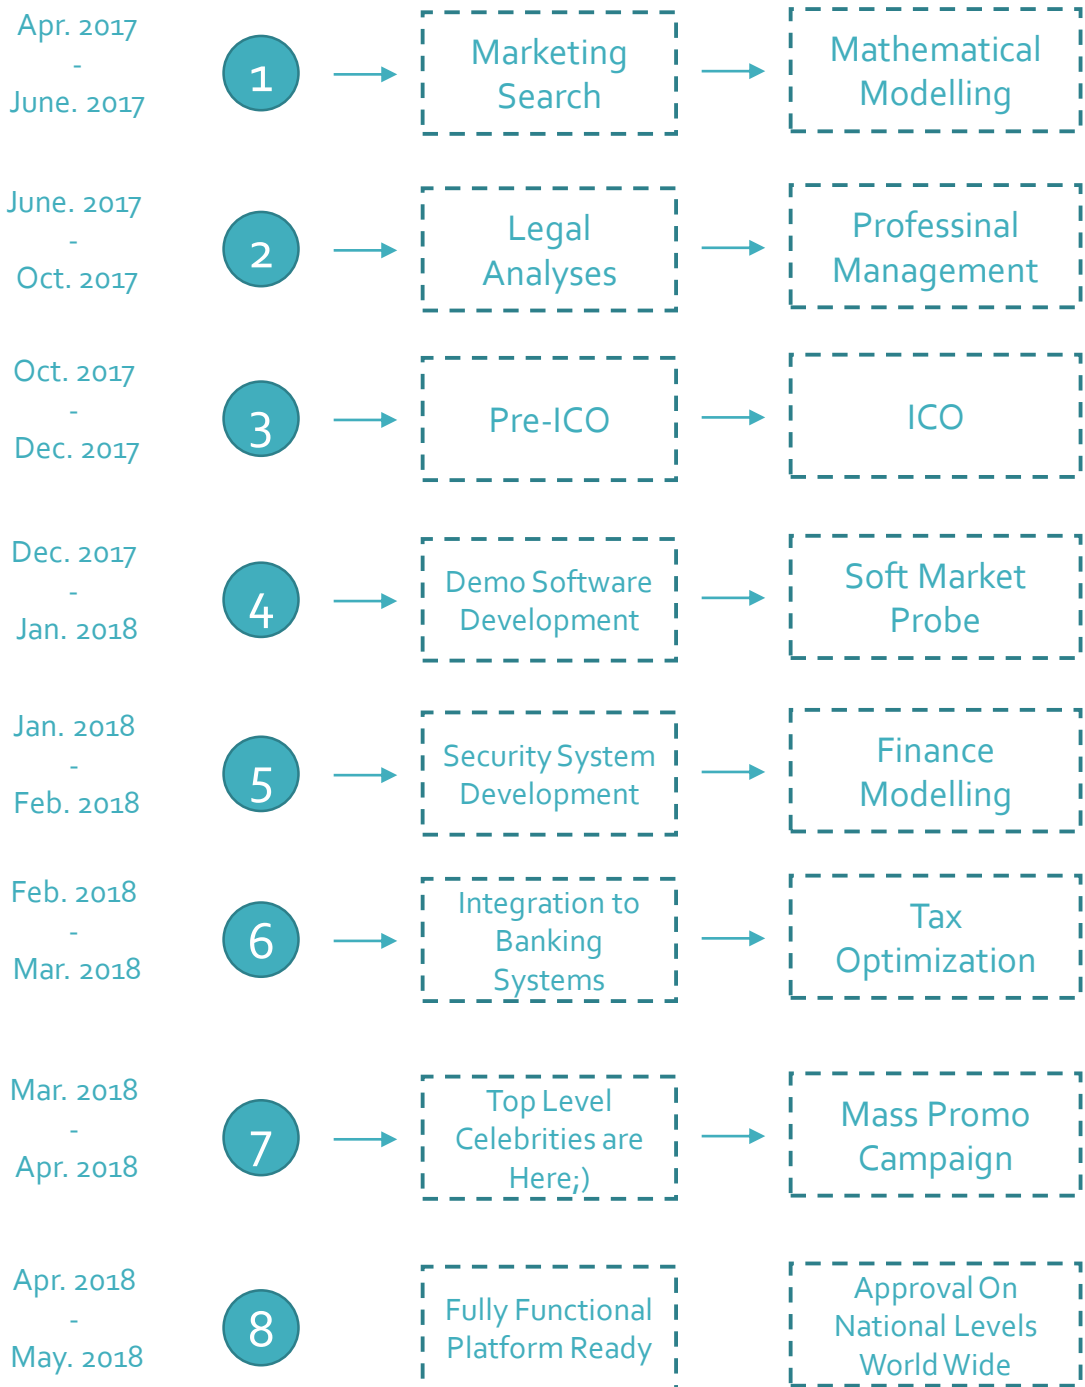 Apr. 2017
-
June. 2017
1
Marketing
Search
Mathematical
Modelling
June. 2017
-
Oct. 2017
2
Legal
Analyses
Professinal
Management
Oct. 2017
-
Dec. 2017
3
Pre-ICO
ICO
Dec. 2017
-
Jan. 2018
4
Demo Software
Development
Soft Market
Probe
Jan. 2018
-
Feb. 2018
5
Security System
Development
Finance
Modelling
Feb. 2018
-
Mar. 2018
6
Integration to
Banking
Systems
Tax
Optimization
Mar. 2018
-
Apr. 2018
7
Top Level
Celebrities are
Here;)
Mass Promo
Campaign
Apr. 2018
-
May. 2018
8
Fully Functional
Platform Ready
Approval On
National Levels
World Wide